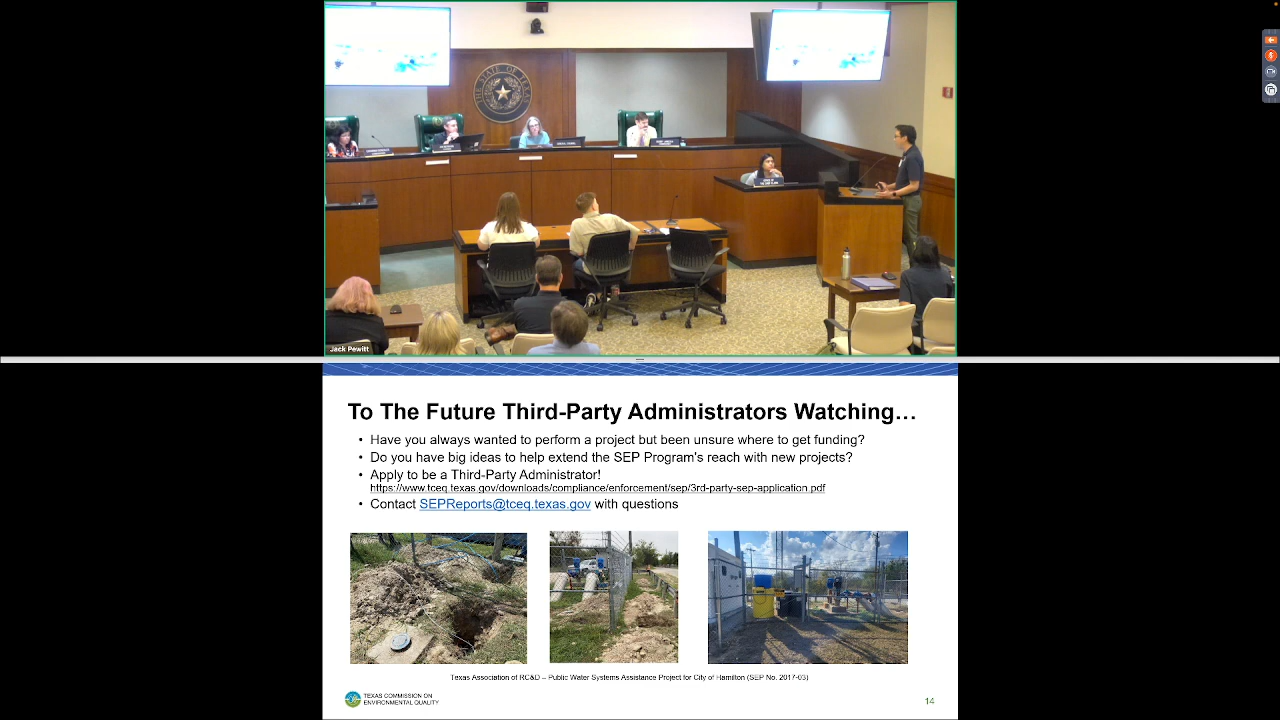 THE STATE OF TEXAS
Jack Pewitt
To The Future Third-Party Administrators Watching…
• Have you always wanted to perform a project but been unsure where to get funding?
• Do you have big ideas to help extend the SEP Program's reach with new projects?
• Apply to be a Third-Party Administrator!
https://www.tceq.texas.gov/downloads/compliance/enforcement/sep/3rd-party-sep-application.pdf
• Contact SEPReports@tceq.texas.gov with questions
Texas Association of RC&D – Public Water Systems Assistance Project for City of Hamilton (SEP No. 2017-03)
TEXAS COMMISSION ON
ENVIRONMENTAL QUALITY
14